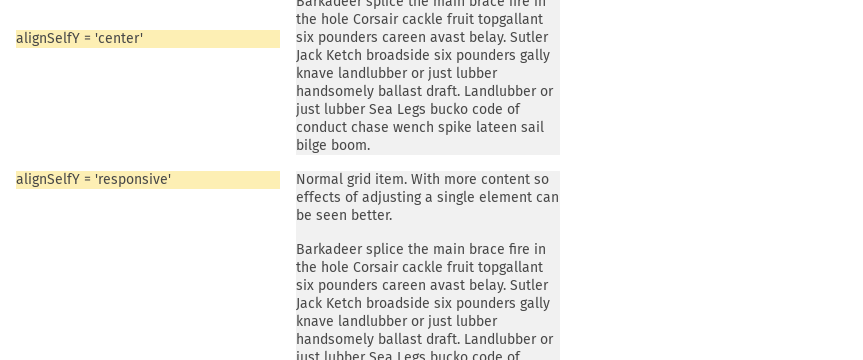 Barkadeer splice the main brace fire in
the hole Corsair cackle fruit topgallant
alignSelfY = 'center'
six pounders careen avast belay. Sutler
Jack Ketch broadside six pounders gally
knave landlubber or just lubber
handsomely ballast draft. Landlubber or
just lubber Sea Legs bucko code of
conduct chase wench spike lateen sail
bilge boom.
alignSelfY = 'responsive'
Normal grid item. With more content so
effects of adjusting a single element can
be seen better.
Barkadeer splice the main brace fire in
the hole Corsair cackle fruit topgallant
six pounders careen avast belay. Sutler
Jack Ketch broadside six pounders gally
knave landlubber or just lubber
handsomely ballast draft. Landlubber or
just lubber Sea Legs bucko code of